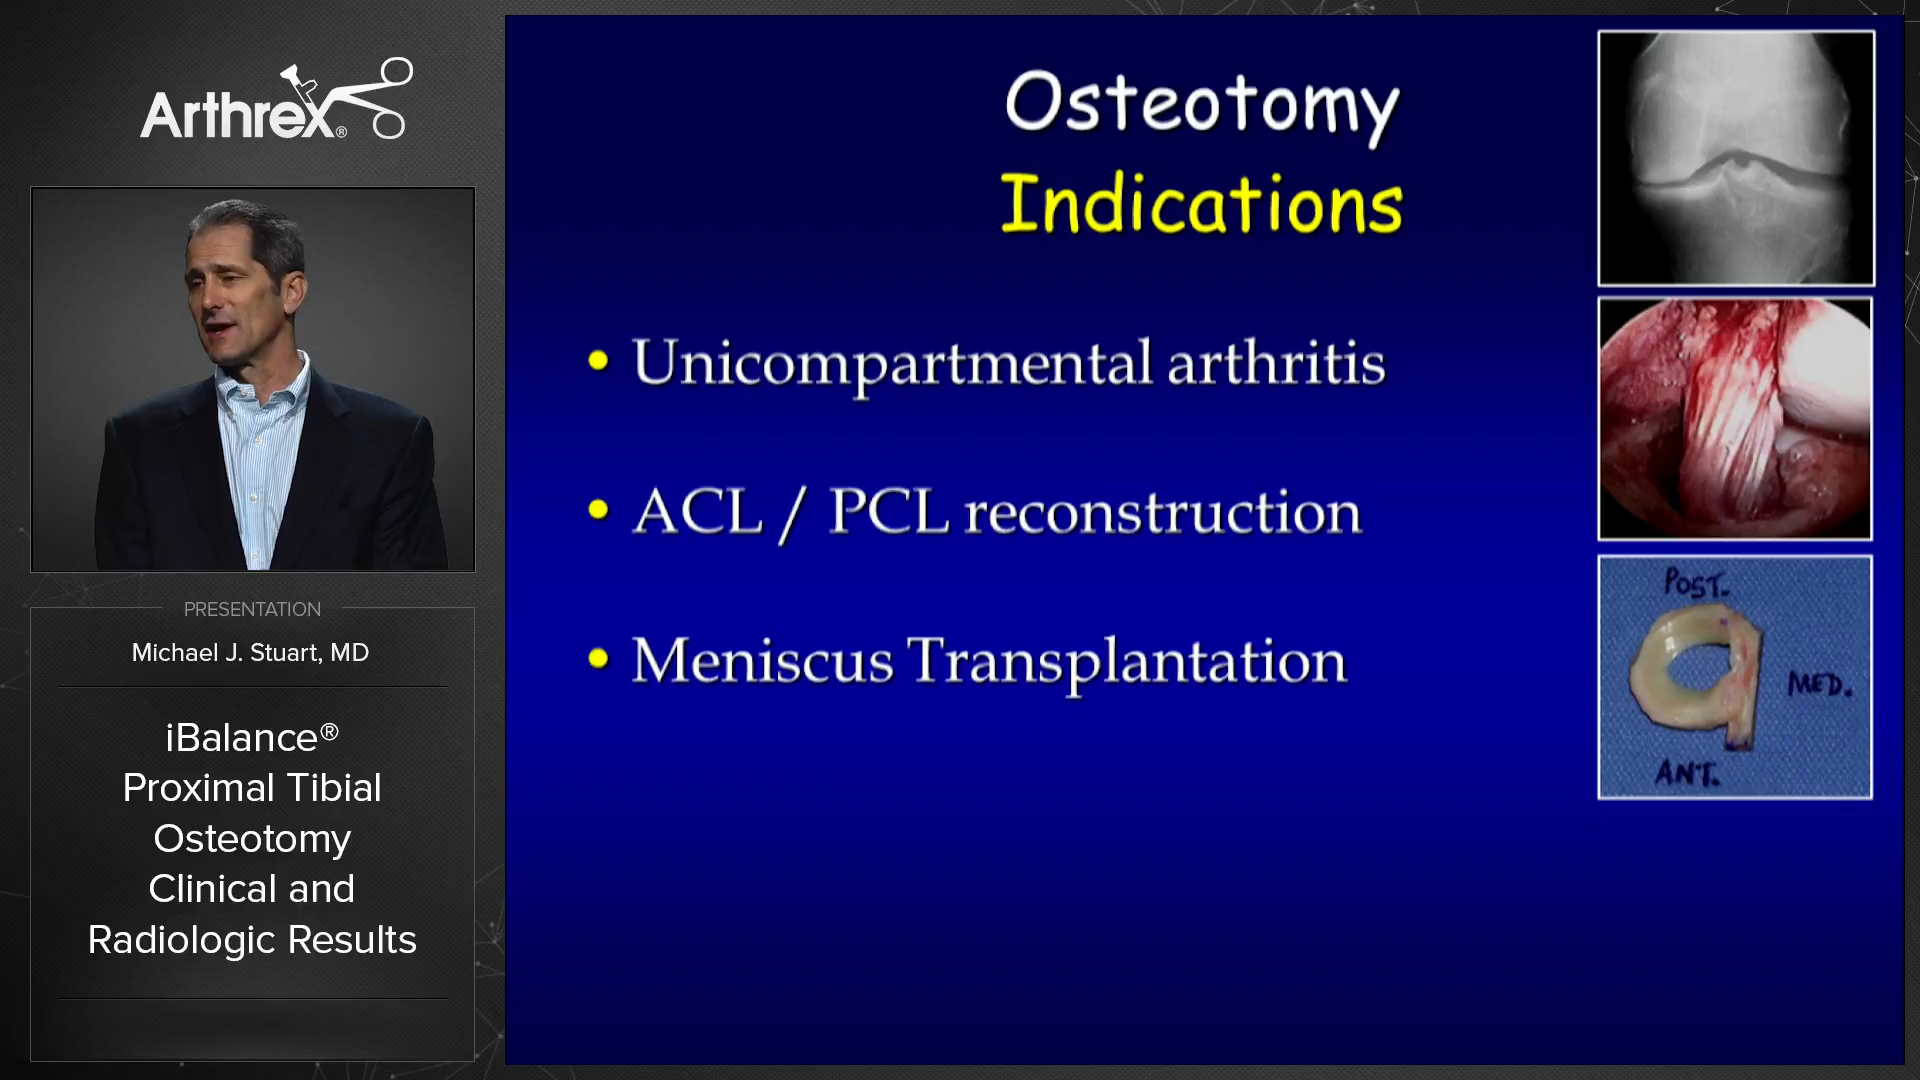 Arthrex®
PRESENTATION
Michael J. Stuart, MD
iBalance®
Proximal Tibial
Osteotomy
Clinical and
Radiologic Results
Osteotomy
Indications
• Unicompartmental arthritis
• ACL / PCL reconstruction
• Meniscus Transplantation
POST.
MED.
ANT.